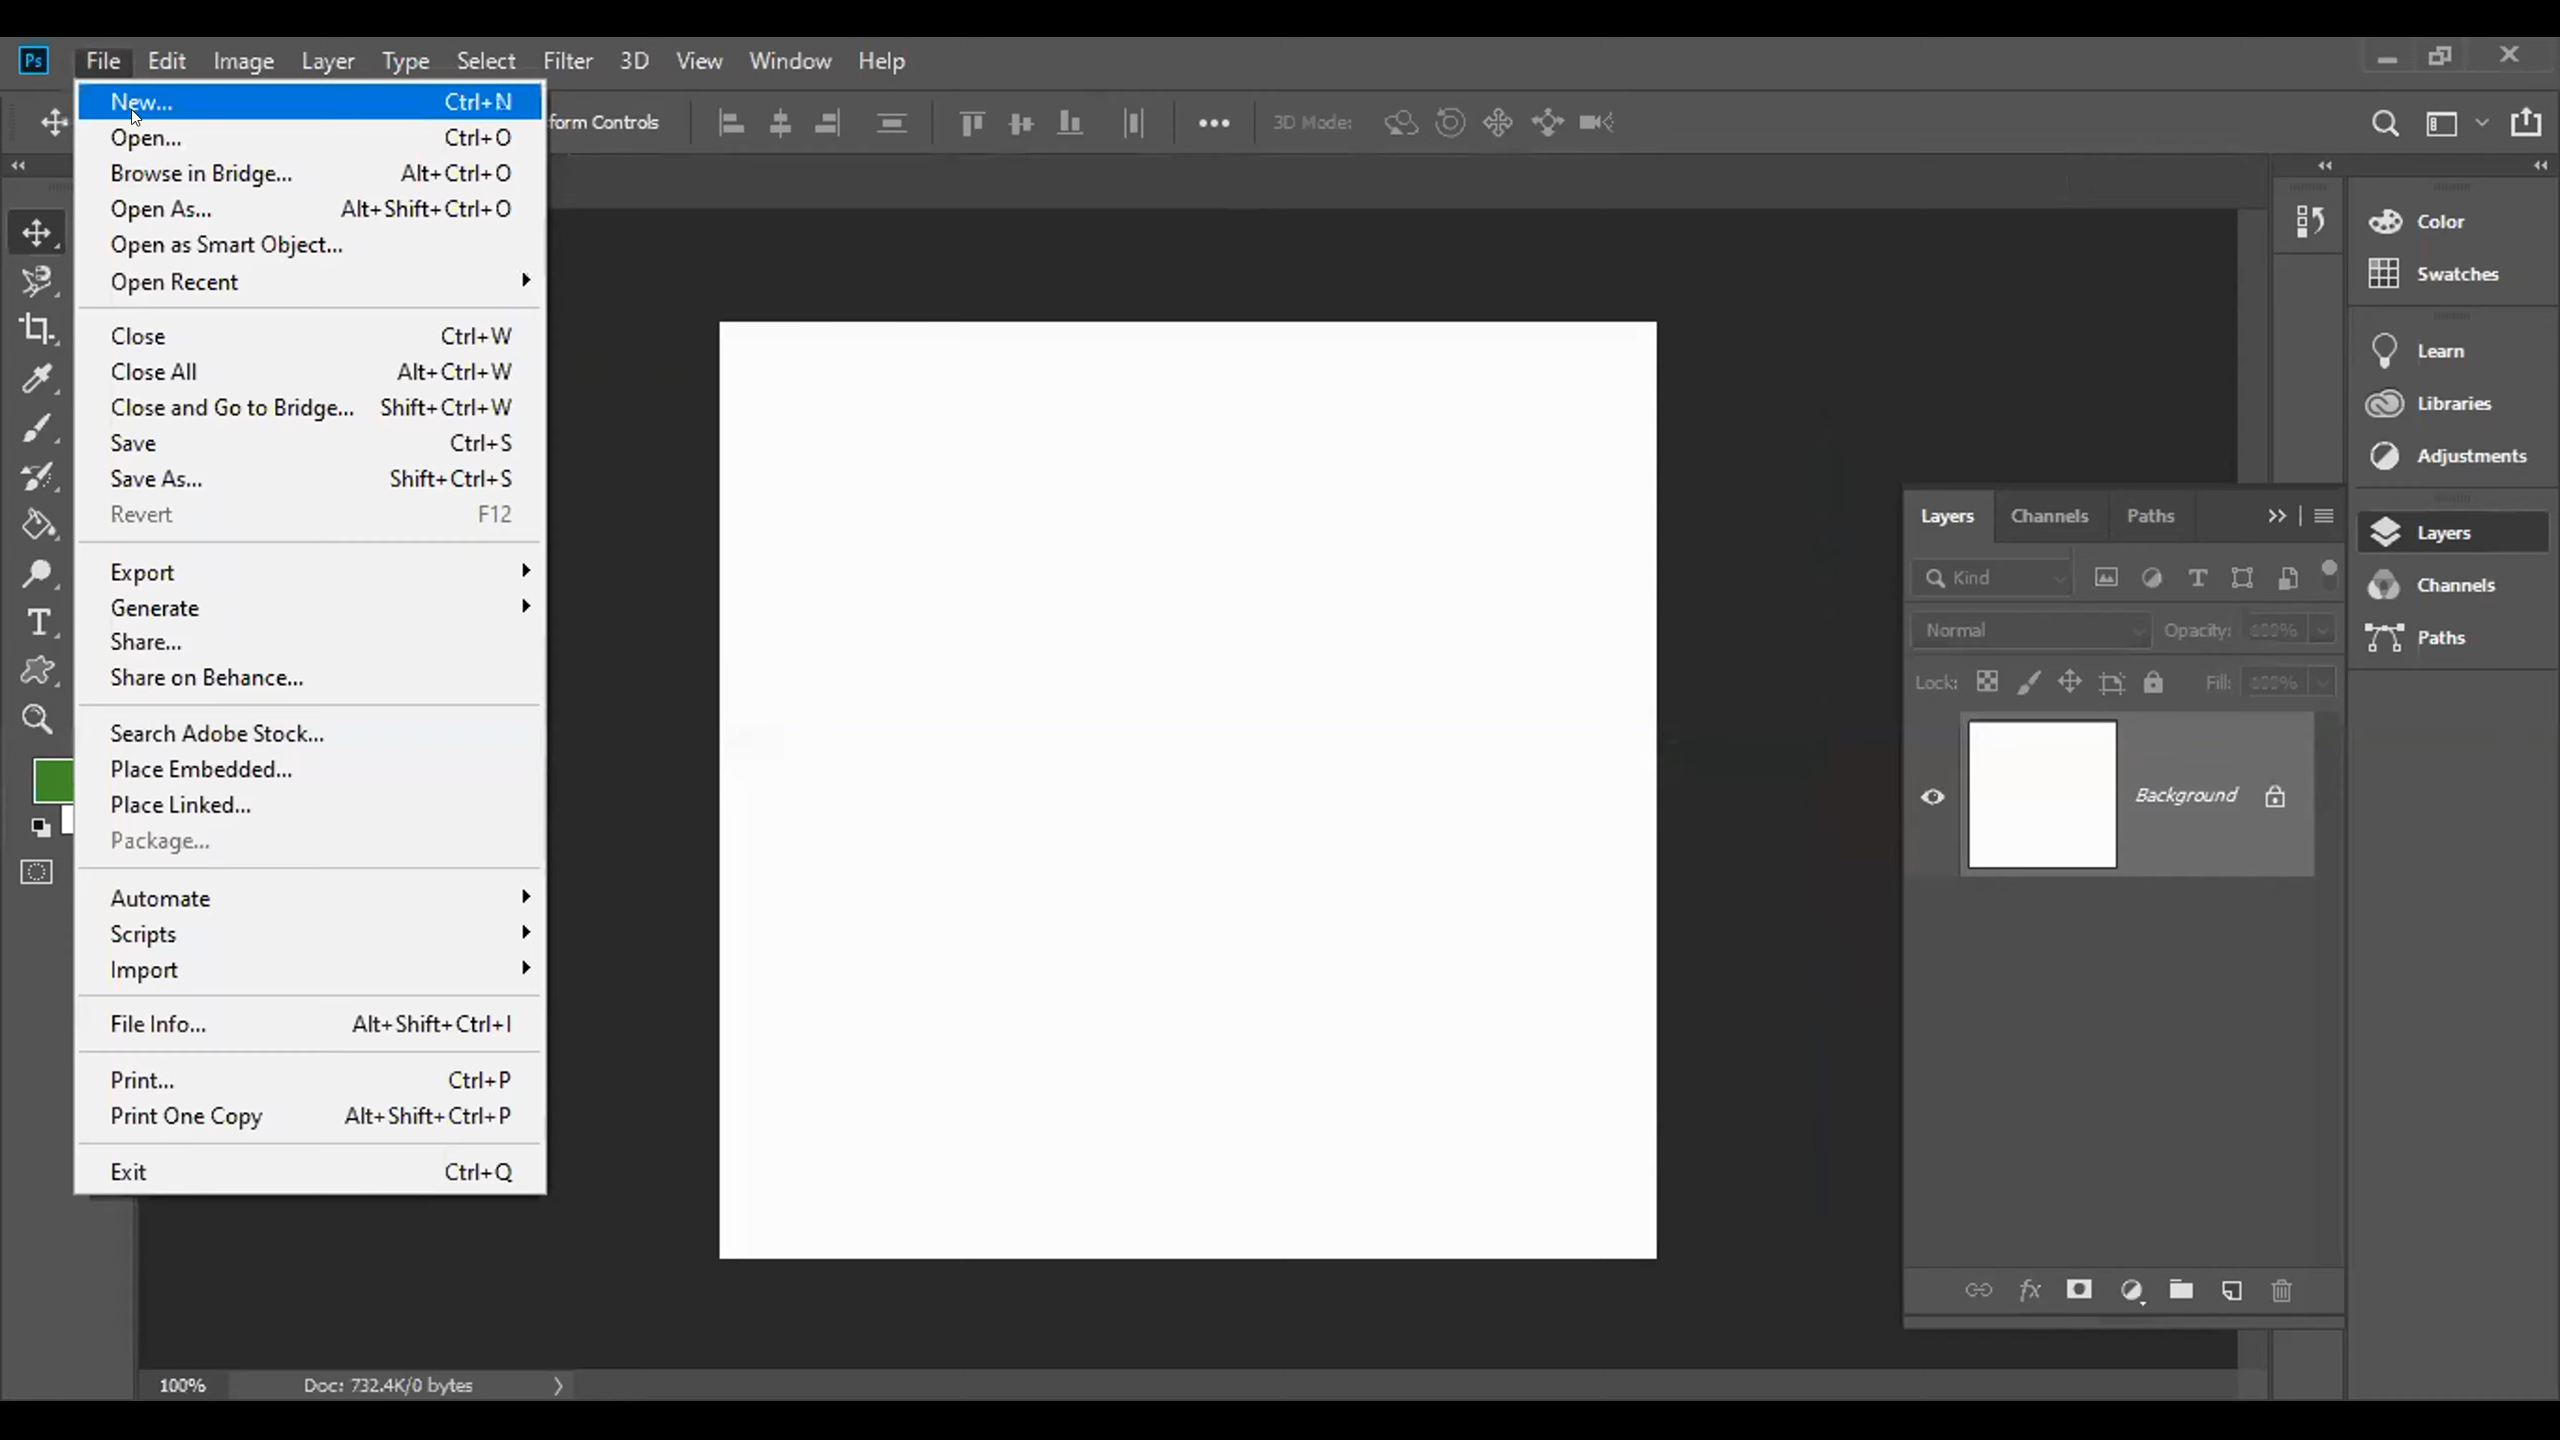 Ps File Edit Image Layer Type Select Filter 3D View Window Help
New... Ctrl+N
Open... Ctrl+O
Browse in Bridge... Alt+Ctrl+O
Open As... Alt+Shift+Ctrl+O
Open as Smart Object...
Open Recent
Close Ctrl+W
Close All Alt+Ctrl+W
Close and Go to Bridge... Shift+Ctrl+W
Save Ctrl+S
Save As... Shift+Ctrl+S
Revert F12
Export
Generate
Share...
Share on Behance...
Search Adobe Stock...
Place Embedded...
Place Linked...
Package...
Automate
Scripts
Import
File Info... Alt+Shift+Ctrl+I
Print... Ctrl+P
Print One Copy Alt+Shift+Ctrl+P
Exit Ctrl+Q
form Controls 3D Mode:
Color
Swatches
Learn
Libraries
Adjustments
Layers
Channels
Paths
Layers Channels Paths
Kind
Normal Opacity:
Lock: Fill:
Background
100% Doc: 732.4K/0 bytes